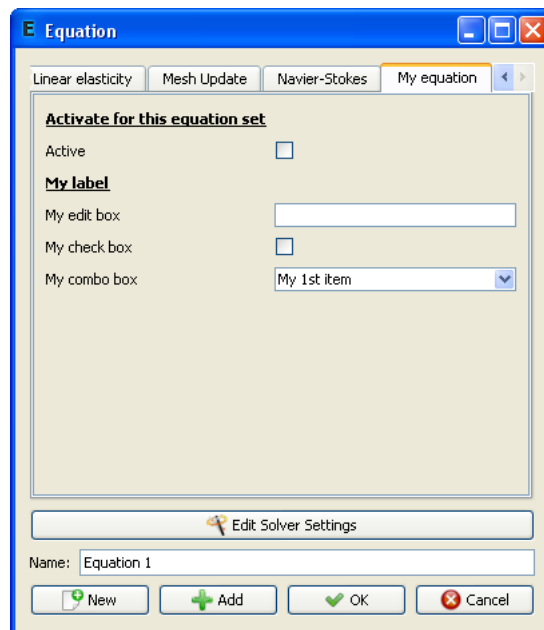 Equation
Linear elasticity Mesh Update Navier-Stokes My equation
Activate for this equation set
Active
My label
My edit box
My check box
My combo box My 1st item
Edit Solver Settings
Name: Equation 1
New Add OK Cancel